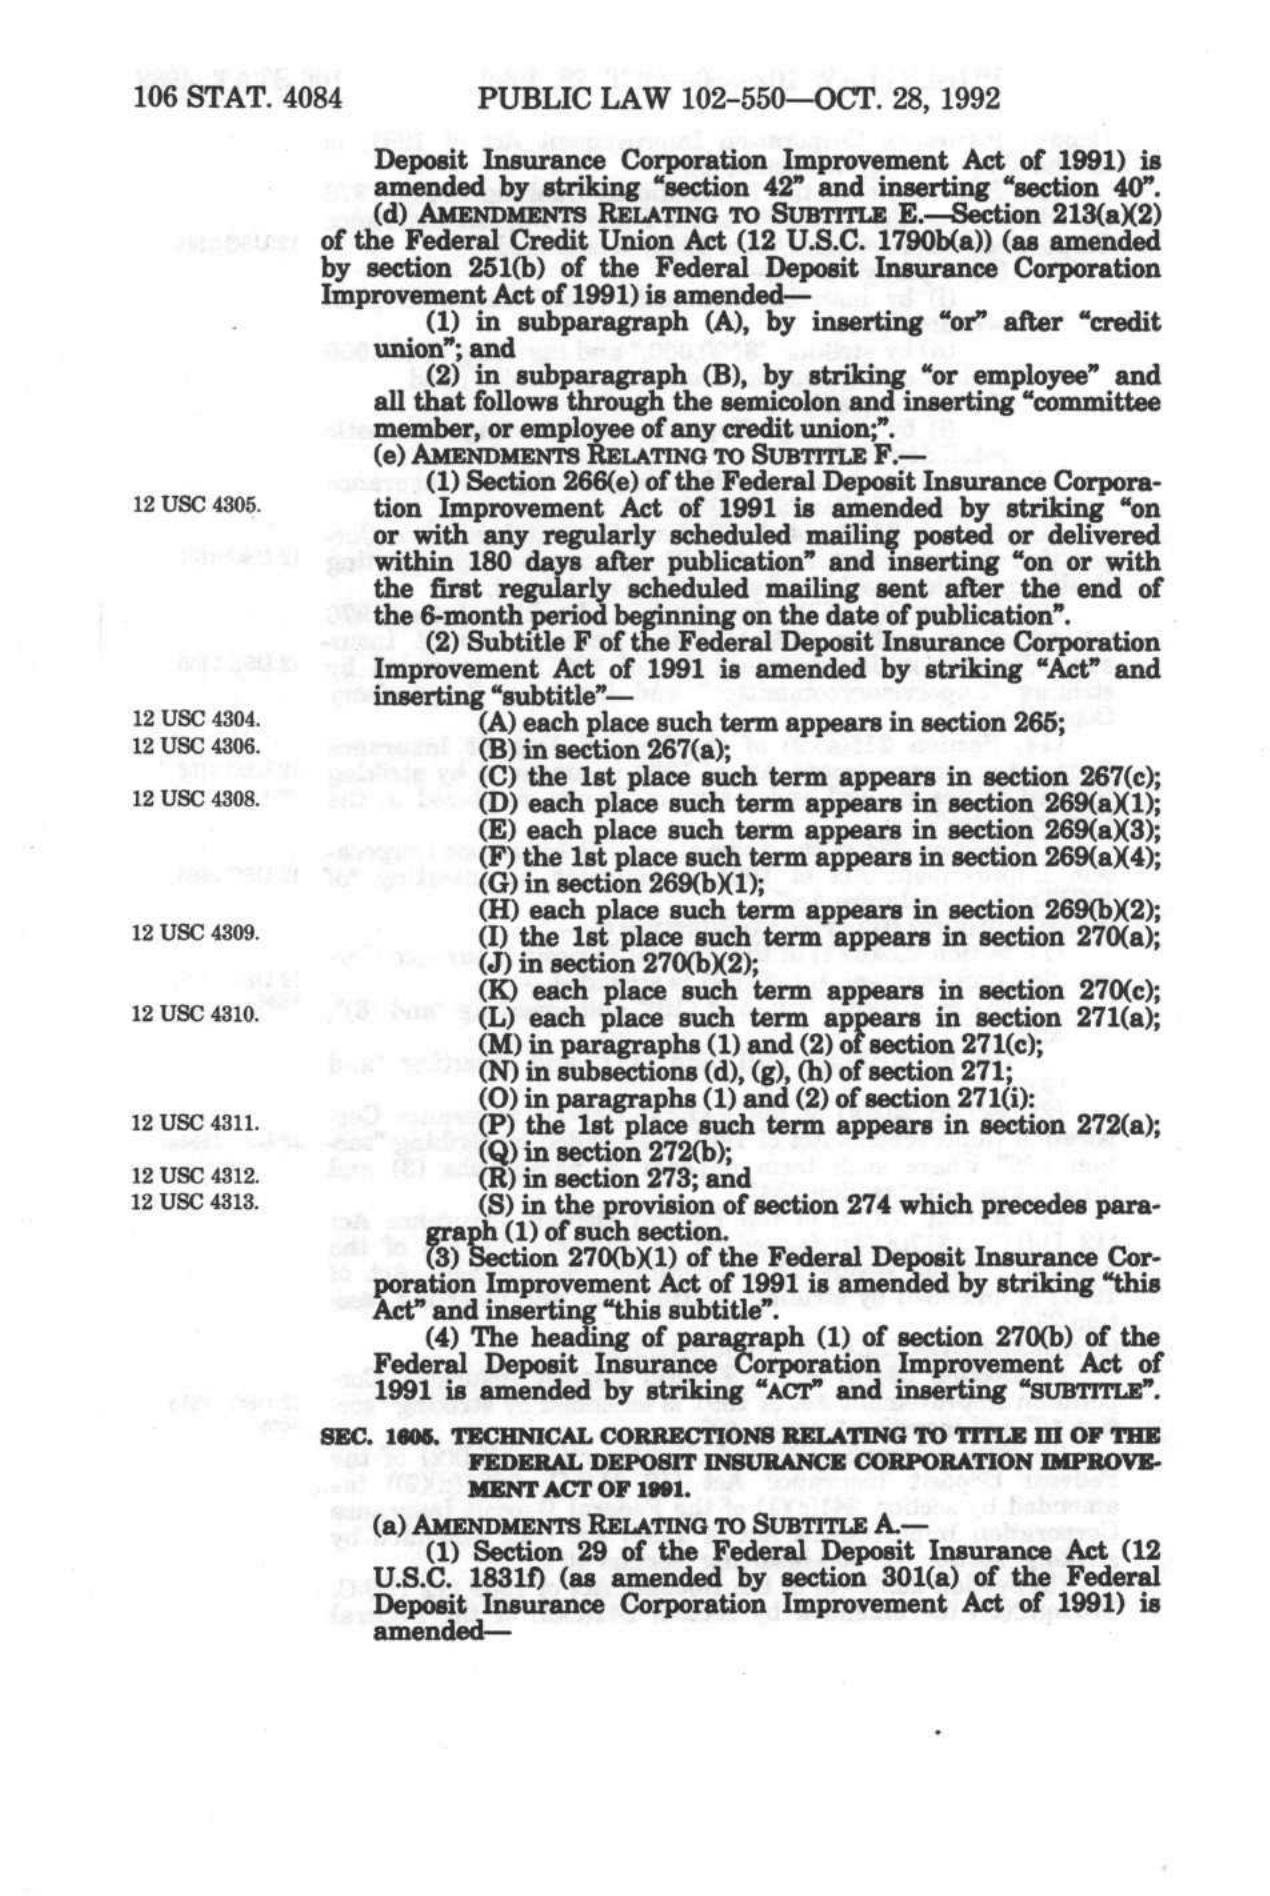 106 STAT. 4084 PUBLIC LAW 102-550—OCT. 28, 1992
Deposit Insurance Corporation Improvement Act of 1991) is
amended by striking “section 42” and inserting “section 40”.
(d) AMENDMENTS RELATING TO SUBTITLE E.—Section 213(a)(2)
of the Federal Credit Union Act (12 U.S.C. 1790b(a)) (as amended
by section 251(b) of the Federal Deposit Insurance Corporation
Improvement Act of 1991) is amended—
(1) in subparagraph (A), by inserting “or” after “credit
union”; and
(2) in subparagraph (B), by striking “or employee” and
all that follows through the semicolon and inserting “committee
member, or employee of any credit union;”.
(e) AMENDMENTS RELATING TO SUBTITLE F.—
(1) Section 266(e) of the Federal Deposit Insurance Corpora-
12 USC 4305. tion Improvement Act of 1991 is amended by striking “on
or with any regularly scheduled mailing posted or delivered
within 180 days after publication” and inserting “on or with
the first regularly scheduled mailing sent after the end of
the 6-month period beginning on the date of publication”.
(2) Subtitle F of the Federal Deposit Insurance Corporation
Improvement Act of 1991 is amended by striking “Act” and
inserting “subtitle”—
12 USC 4304. (A) each place such term appears in section 265;
12 USC 4306. (B) in section 267(a);
(C) the 1st place such term appears in section 267(c);
12 USC 4308. (D) each place such term appears in section 269(a)(1);
(E) each place such term appears in section 269(a)(3);
(F) the 1st place such term appears in section 269(a)(4);
(G) in section 269(b)(1);
(H) each place such term appears in section 269(b)(2);
12 USC 4309. (I) the 1st place such term appears in section 270(a);
(J) in section 270(b)(2);
(K) each place such term appears in section 270(c);
12 USC 4310. (L) each place such term appears in section 271(a);
(M) in paragraphs (1) and (2) of section 271(c);
(N) in subsections (d), (g), (h) of section 271;
(O) in paragraphs (1) and (2) of section 271(i):
12 USC 4311. (P) the 1st place such term appears in section 272(a);
(Q) in section 272(b);
12 USC 4312. (R) in section 273; and
12 USC 4313. (S) in the provision of section 274 which precedes para-
graph (1) of such section.
(3) Section 270(b)(1) of the Federal Deposit Insurance Cor-
poration Improvement Act of 1991 is amended by striking “this
Act” and inserting “this subtitle”.
(4) The heading of paragraph (1) of section 270(b) of the
Federal Deposit Insurance Corporation Improvement Act of
1991 is amended by striking “ACT” and inserting “SUBTITLE”.
SEC. 1605. TECHNICAL CORRECTIONS RELATING TO TITLE III OF THE
FEDERAL DEPOSIT INSURANCE CORPORATION IMPROVE-
MENT ACT OF 1991.
(a) AMENDMENTS RELATING TO SUBTITLE A.—
(1) Section 29 of the Federal Deposit Insurance Act (12
U.S.C. 1831f) (as amended by section 301(a) of the Federal
Deposit Insurance Corporation Improvement Act of 1991) is
amended—